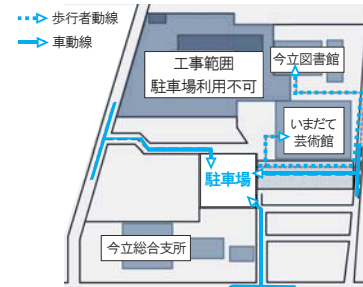 歩行者動線
車動線
工事範囲
駐車場利用不可
今立図書館
いまだて
芸術館
駐車場
今立総合支所